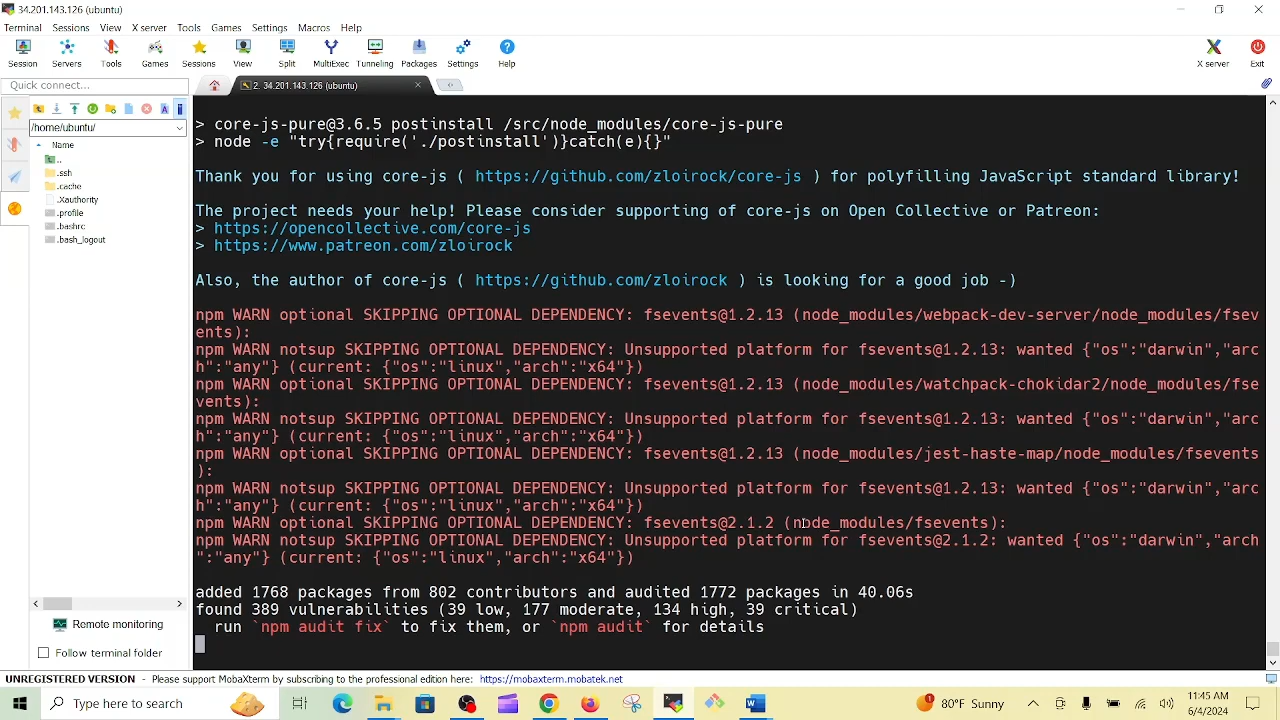 34.201.143.126 (ubuntu)
Terminal Sessions View X server Tools Games Settings Macros Help
Session Servers Tools Games Sessions View Split MultiExec Tunneling Packages Settings Help X server Exit
Quick connect...
2. 34.201.143.126 (ubuntu)
/home/ubuntu/
Name
..
.ssh
.cache
.Xauthority
.profile
.bashrc
.bash_logout
Remote monitoring
Follow terminal folder
> core-js-pure@3.6.5 postinstall /src/node_modules/core-js-pure
> node -e "try{require('./postinstall')}catch(e){}"
Thank you for using core-js ( https://github.com/zloirock/core-js ) for polyfilling JavaScript standard library!
The project needs your help! Please consider supporting of core-js on Open Collective or Patreon:
> https://opencollective.com/core-js
> https://www.patreon.com/zloirock
Also, the author of core-js ( https://github.com/zloirock ) is looking for a good job -)
npm WARN optional SKIPPING OPTIONAL DEPENDENCY: fsevents@1.2.13 (node_modules/webpack-dev-server/node_modules/fsev
ents):
npm WARN notsup SKIPPING OPTIONAL DEPENDENCY: Unsupported platform for fsevents@1.2.13: wanted {"os":"darwin","arc
h":"any"} (current: {"os":"linux","arch":"x64"})
npm WARN optional SKIPPING OPTIONAL DEPENDENCY: fsevents@1.2.13 (node_modules/watchpack-chokidar2/node_modules/fse
vents):
npm WARN notsup SKIPPING OPTIONAL DEPENDENCY: Unsupported platform for fsevents@1.2.13: wanted {"os":"darwin","arc
h":"any"} (current: {"os":"linux","arch":"x64"})
npm WARN optional SKIPPING OPTIONAL DEPENDENCY: fsevents@1.2.13 (node_modules/jest-haste-map/node_modules/fsevents
):
npm WARN notsup SKIPPING OPTIONAL DEPENDENCY: Unsupported platform for fsevents@1.2.13: wanted {"os":"darwin","arc
h":"any"} (current: {"os":"linux","arch":"x64"})
npm WARN optional SKIPPING OPTIONAL DEPENDENCY: fsevents@2.1.2 (node_modules/fsevents):
npm WARN notsup SKIPPING OPTIONAL DEPENDENCY: Unsupported platform for fsevents@2.1.2: wanted {"os":"darwin","arch
":"any"} (current: {"os":"linux","arch":"x64"})
added 1768 packages from 802 contributors and audited 1772 packages in 40.06s
found 389 vulnerabilities (39 low, 177 moderate, 134 high, 39 critical)
run `npm audit fix` to fix them, or `npm audit` for details
UNREGISTERED VERSION - Please support MobaXterm by subscribing to the professional edition here: https://mobaxterm.mobatek.net
Type here to search
1
80°F Sunny
11:45 AM
6/4/2024